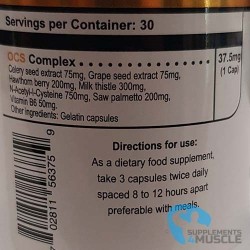 Servings per Container: 30
OCS Complex 37.5mg
Celery seed extract 75mg, Grape seed extract 75mg, (1 Cap)
Hawthorn berry 200mg, Milk thistle 300mg,
N-Acetyl-l-cysteine 750mg, Saw palmetto 200mg,
Vitamin B6 50mg.
Other Ingredients: Gelatin capsules
Directions for use:
As a dietary food supplement,
take 3 capsules twice daily
spaced 8 to 12 hours apart
preferable with meals.
7 02811 56375 9
SUPPLEMENTS
&MUSCLE